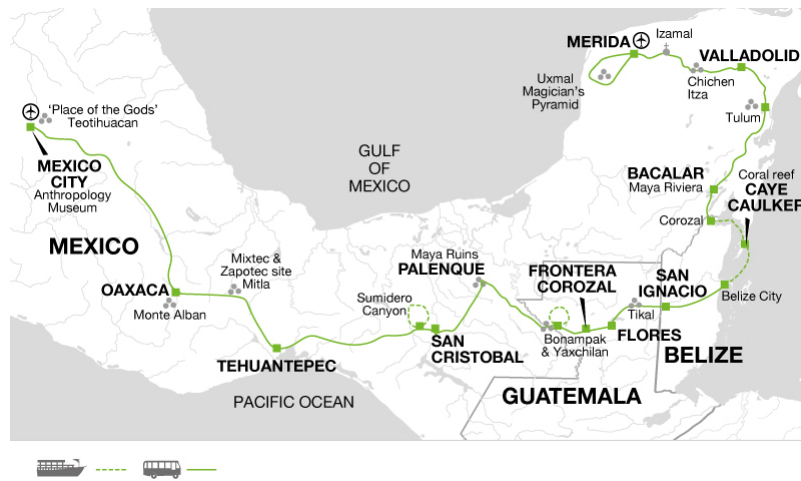 MERIDA
Izamal
VALLADOLID
Uxmal
Magician's
Pyramid
Chichen
Itza
Tulum
'Place of the Gods'
Teotihuacan
MEXICO
CITY
Anthropology
Museum
GULF
OF
MEXICO
BACALAR
Maya Riviera
Coral reef
CAYE
CAULKER
Corozal
MEXICO
Mixtec &
Zapotec site
Mitla
Maya Ruins
PALENQUE
FRONTERA
COROZAL
SAN
IGNACIO
OAXACA
Monte Alban
Sumidero
Canyon
Tikal
Belize City
SAN
CRISTOBAL
Bonampak
& Yaxchilan
FLORES
BELIZE
TEHUANTEPEC
GUATEMALA
PACIFIC OCEAN